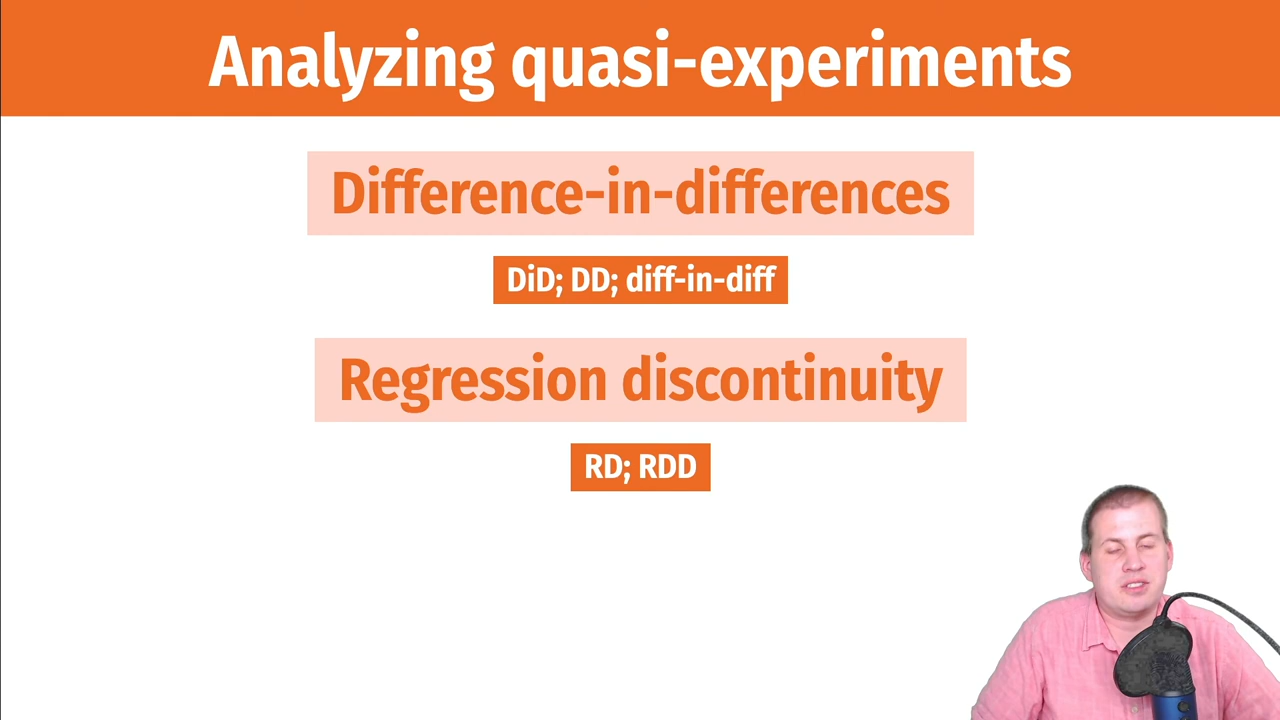 Analyzing quasi-experiments
Difference-in-differences
DiD; DD; diff-in-diff
Regression discontinuity
RD; RDD